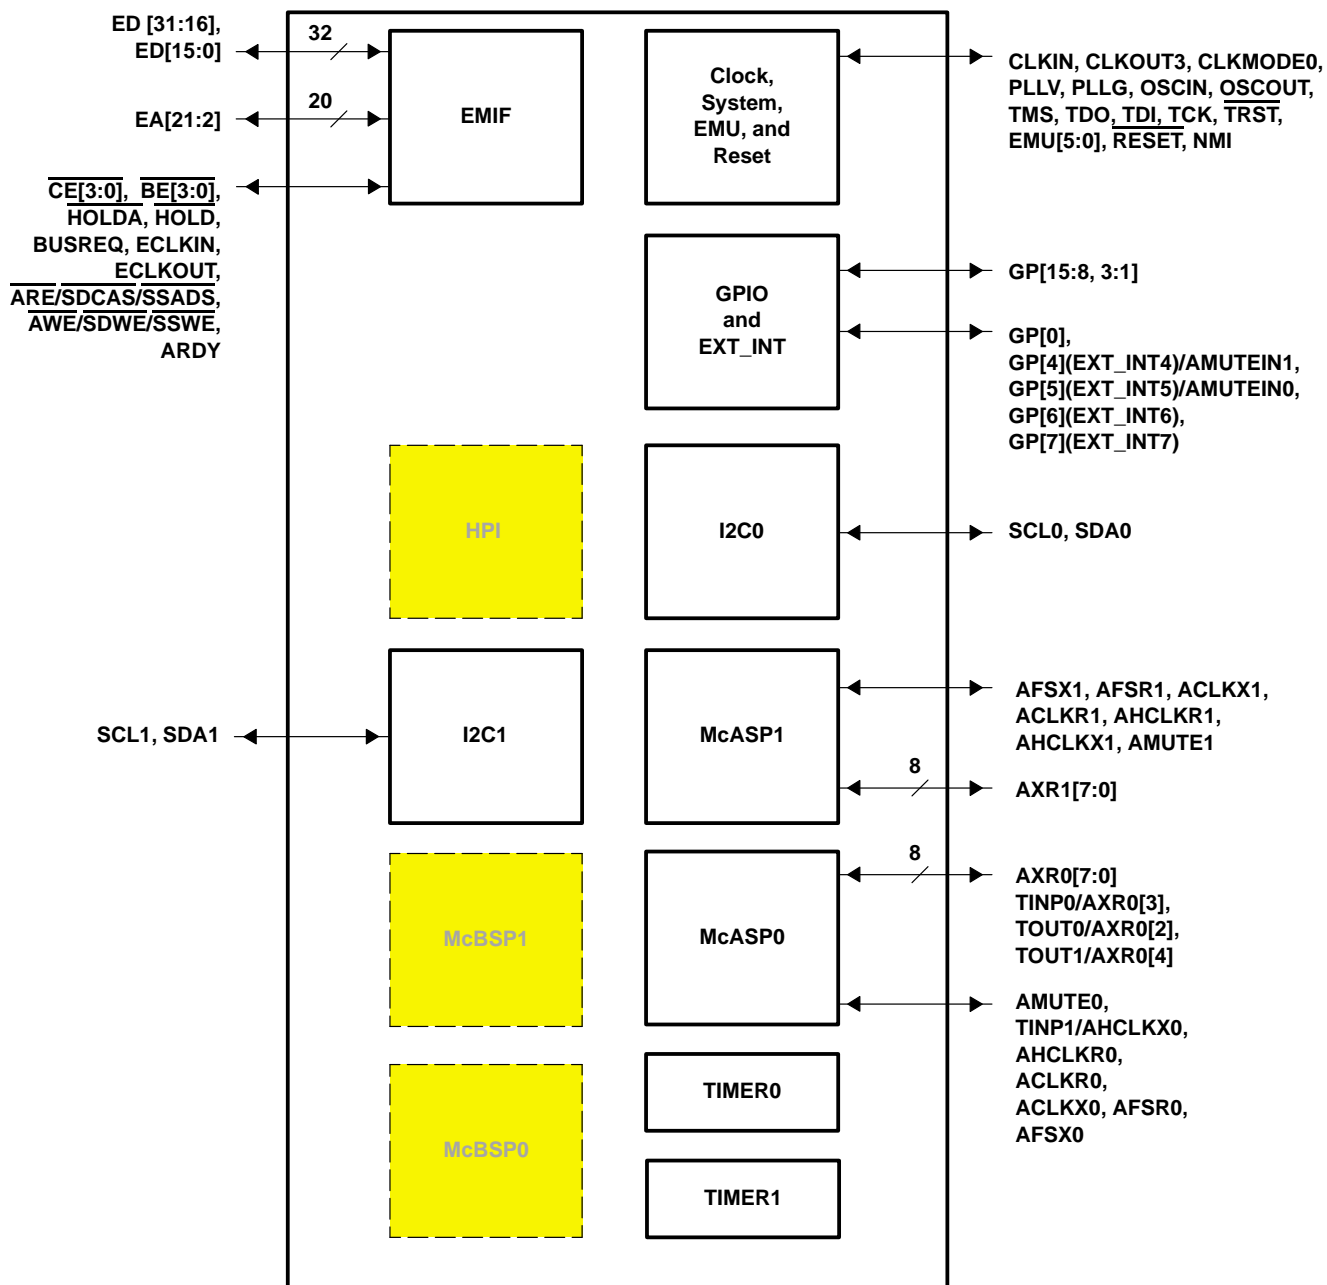 ED [31:16],
ED[15:0]
32
EA[21:2]
20
CE[3:0], BE[3:0],
HOLDA, HOLD,
BUSREQ, ECLKIN,
ECLKOUT,
ARE/SDCAS/SSADS,
AWE/SDWE/SSWE,
ARDY
EMIF
Clock,
System,
EMU, and
Reset
CLKIN, CLKOUT3, CLKMODE0,
PLLV, PLLG, OSCIN, OSCOUT,
TMS, TDO, TDI, TCK, TRST,
EMU[5:0], RESET, NMI
GPIO
and
EXT_INT
GP[15:8, 3:1]
GP[0],
GP[4](EXT_INT4)/AMUTEIN1,
GP[5](EXT_INT5)/AMUTEIN0,
GP[6](EXT_INT6),
GP[7](EXT_INT7)
HPI
I2C0
SCL0, SDA0
SCL1, SDA1
I2C1
McASP1
AFSX1, AFSR1, ACLKX1,
ACLKR1, AHCLKR1,
AHCLKX1, AMUTE1
8
AXR1[7:0]
McBSP1
McASP0
8
AXR0[7:0]
TINP0/AXR0[3],
TOUT0/AXR0[2],
TOUT1/AXR0[4]
AMUTE0,
TINP1/AHCLKX0,
AHCLKR0,
ACLKR0,
ACLKX0, AFSR0,
AFSX0
McBSP0
TIMER0
TIMER1